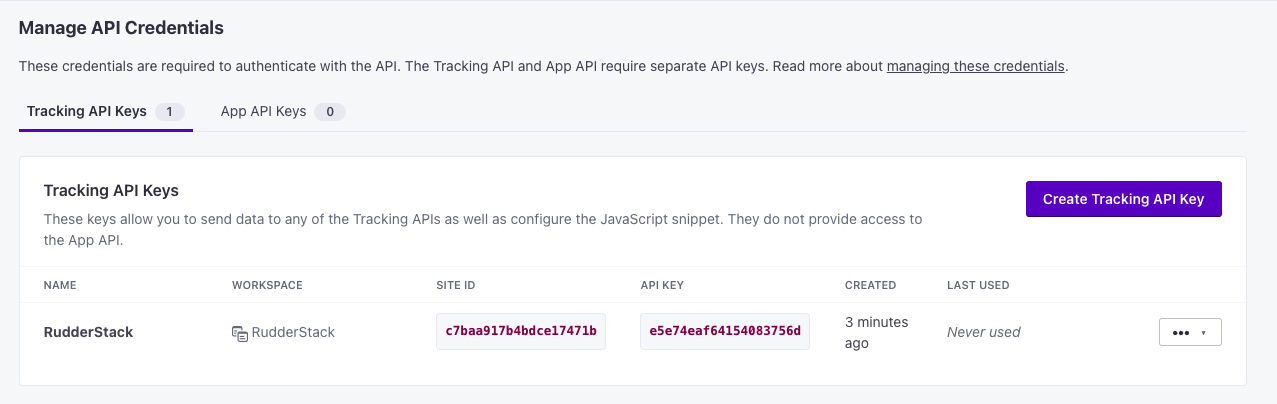 Manage API Credentials
These credentials are required to authenticate with the API. The Tracking API and App API require separate API keys. Read more about managing these credentials.
Tracking API Keys 1 App API Keys 0
Tracking API Keys
Create Tracking API Key
These keys allow you to send data to any of the Tracking APIs as well as configure the JavaScript snippet. They do not provide access to
the App API.
NAME WORKSPACE SITE ID API KEY CREATED LAST USED
RudderStack RudderStack c7baa917b4bdce17471b e5e74eaf64154083756d 3 minutes
ago Never used